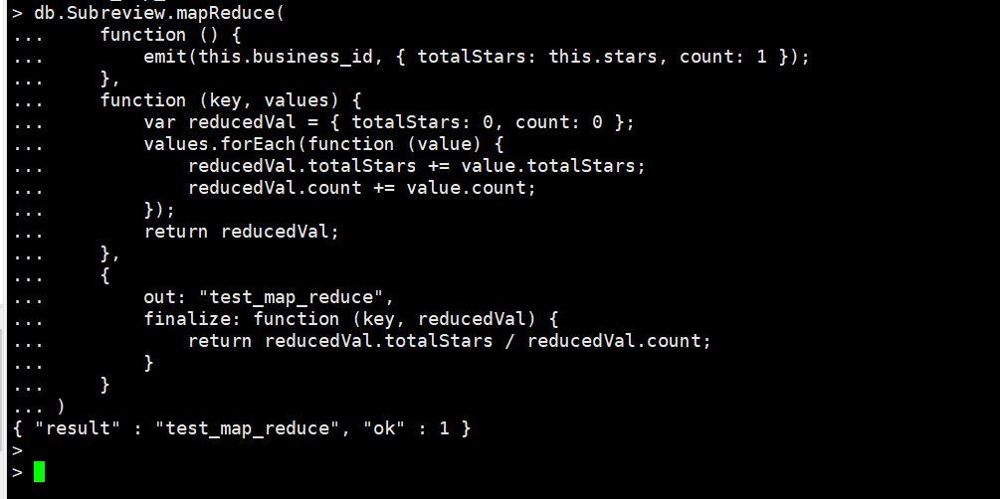 > db.Subreview.mapReduce(
...     function () {
...         emit(this.business_id, { totalStars: this.stars, count: 1 });
...     },
...     function (key, values) {
...         var reducedVal = { totalStars: 0, count: 0 };
...         values.forEach(function (value) {
...             reducedVal.totalStars += value.totalStars;
...             reducedVal.count += value.count;
...         });
...         return reducedVal;
...     },
...     {
...         out: "test_map_reduce",
...         finalize: function (key, reducedVal) {
...             return reducedVal.totalStars / reducedVal.count;
...         }
...     }
... )
{ "result" : "test_map_reduce", "ok" : 1 }
>
>